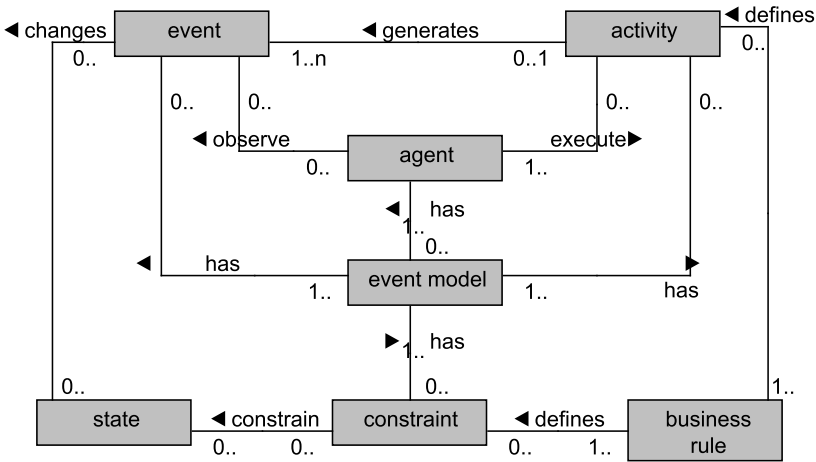 ◄ changes
event
◄ generates
activity
◄ defines
0..
1..n
0..1
0..
0..
0..
0..
0..
◄ observe
agent
execute►
0..
1..
◄ has
1..
0..
◄ has
event model
► has
1..
1..
► has
1..
0..
0..
1..
state
◄ constrain
constraint
◄ defines
business
rule
0..
0..
0..
1..